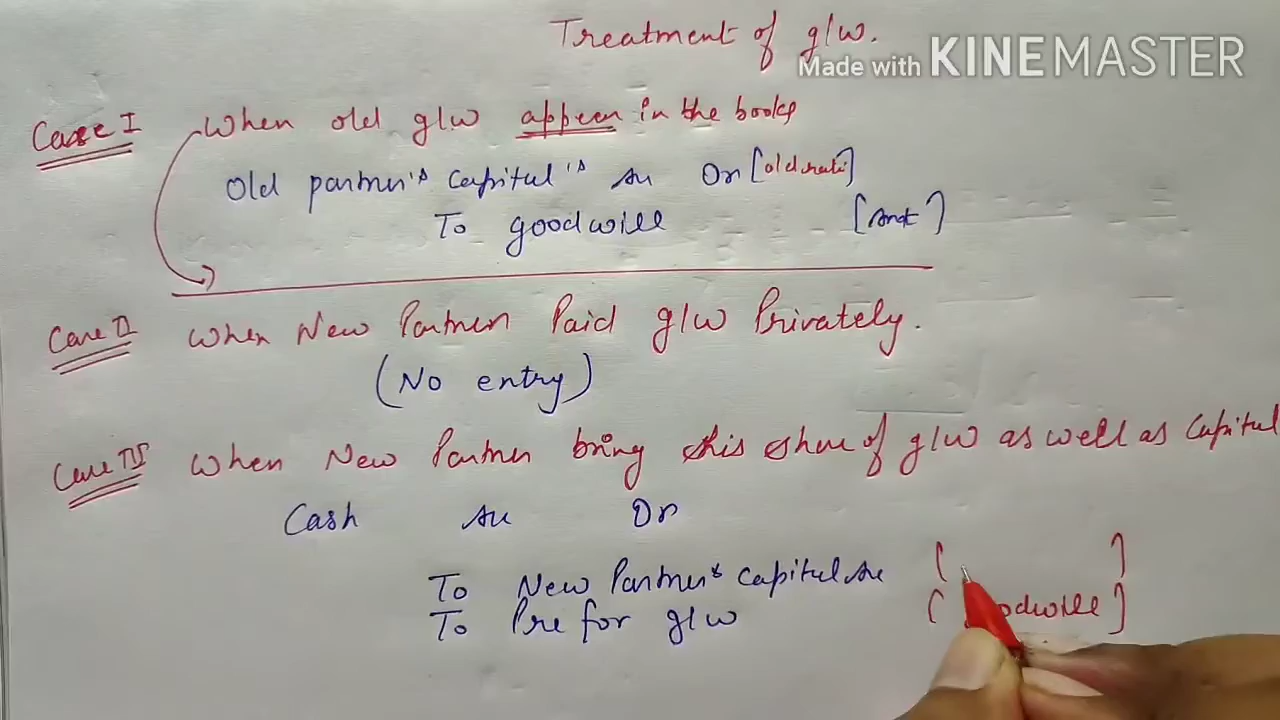 Treatment of g/w.
Made with KINEMASTER
Case I When old g/w appear in the books
Old partner's Capital's Dr [old ratio]
To goodwill [Amt]
Case II When New Partner Paid g/w Privately.
(No entry)
Case III When New Partner bring his share of g/w as well as Capital
Cash A/c Dr
To New Partner's Capital A/c [ ]
To Pre for g/w [ ]